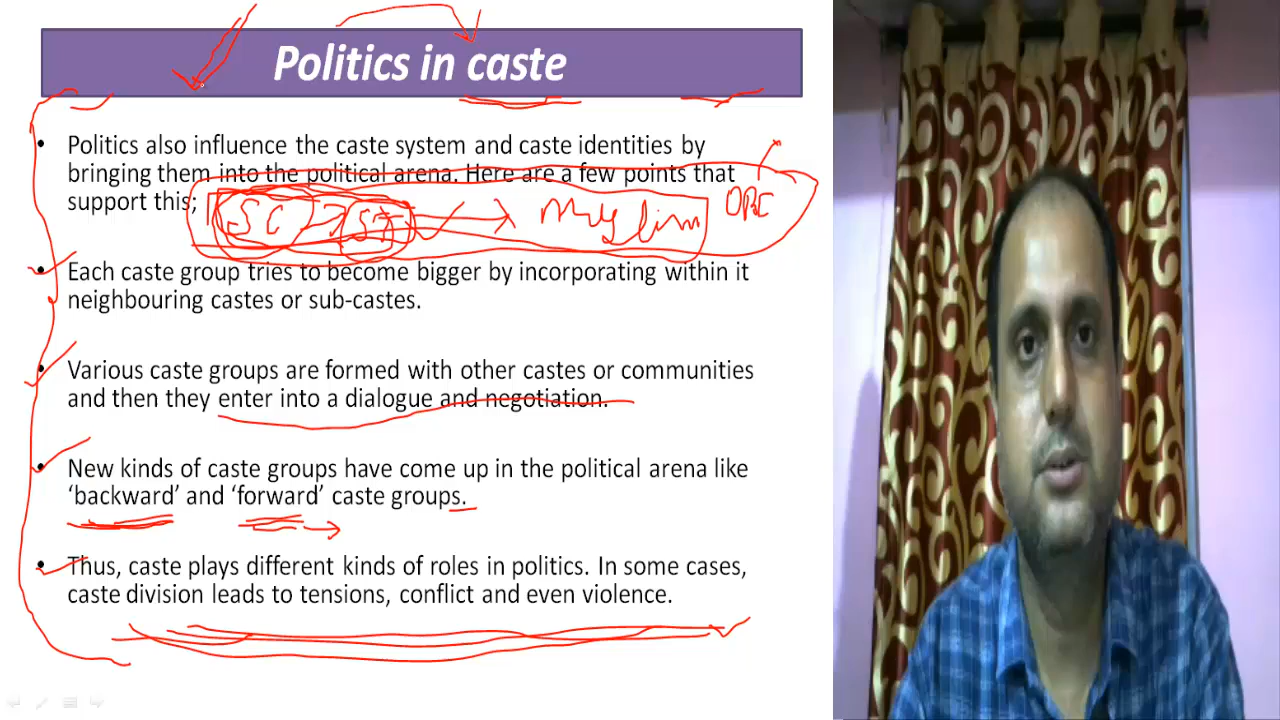 Politics in caste
• Politics also influence the caste system and caste identities by
bringing them into the political arena. Here are a few points that
support this;
SC → ST → Muslim OBC
• Each caste group tries to become bigger by incorporating within it
neighbouring castes or sub-castes.
• Various caste groups are formed with other castes or communities
and then they enter into a dialogue and negotiation.
• New kinds of caste groups have come up in the political arena like
‘backward’ and ‘forward’ caste groups.
• Thus, caste plays different kinds of roles in politics. In some cases,
caste division leads to tensions, conflict and even violence.